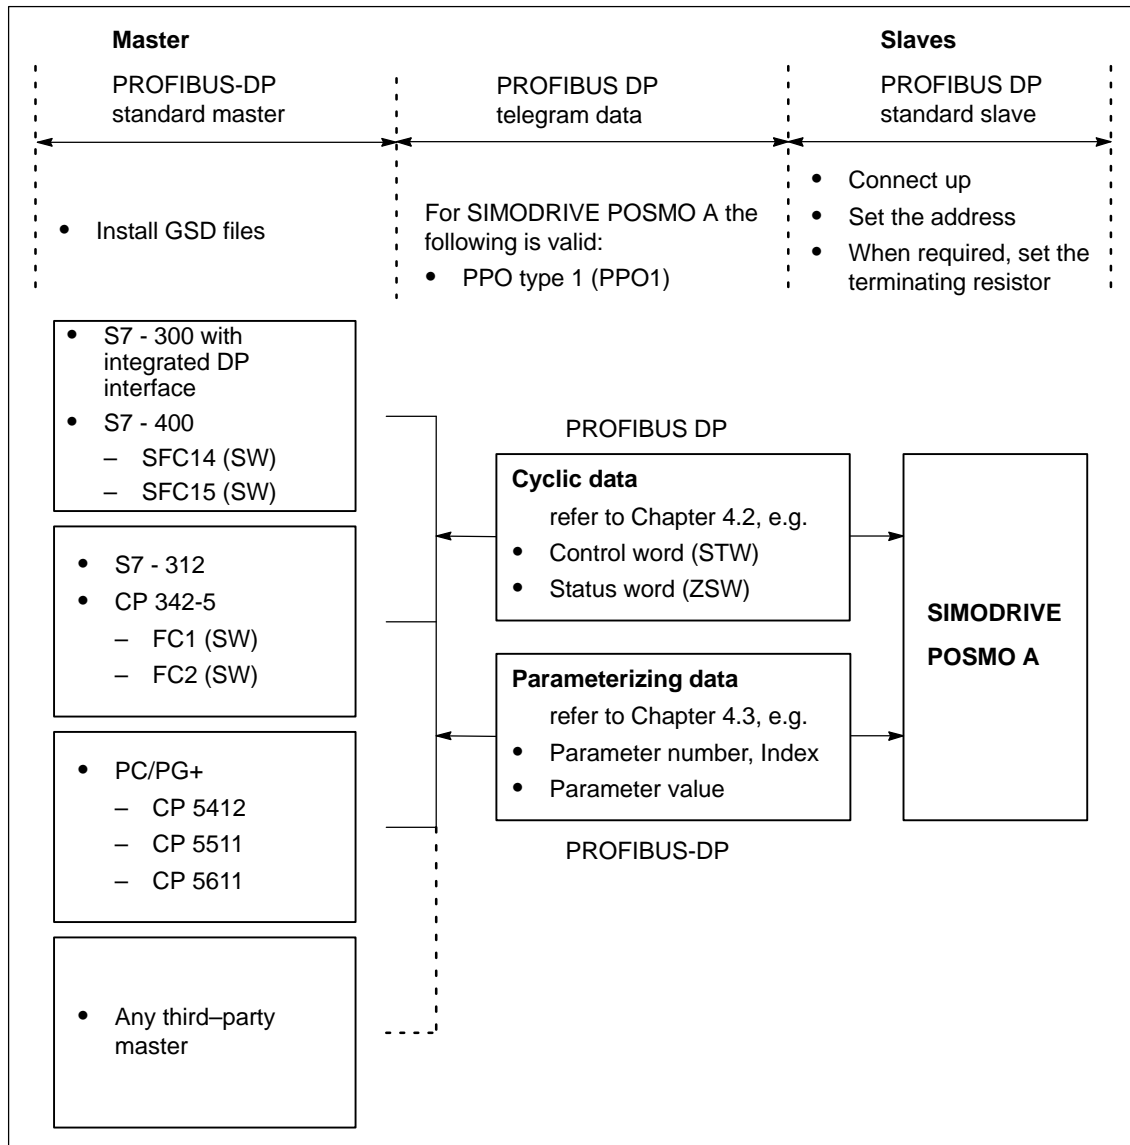 Master
Slaves
PROFIBUS-DP
standard master
PROFIBUS DP
telegram data
PROFIBUS DP
standard slave
• Install GSD files
For SIMODRIVE POSMO A the
following is valid:
• PPO type 1 (PPO1)
• Connect up
• Set the address
• When required, set the
terminating resistor
• S7 - 300 with
integrated DP
interface
• S7 - 400
– SFC14 (SW)
– SFC15 (SW)
• S7 - 312
• CP 342-5
– FC1 (SW)
– FC2 (SW)
• PC/PG+
– CP 5412
– CP 5511
– CP 5611
• Any third–party
master
PROFIBUS DP
Cyclic data
refer to Chapter 4.2, e.g.
• Control word (STW)
• Status word (ZSW)
Parameterizing data
refer to Chapter 4.3, e.g.
• Parameter number, Index
• Parameter value
PROFIBUS-DP
SIMODRIVE
POSMO A